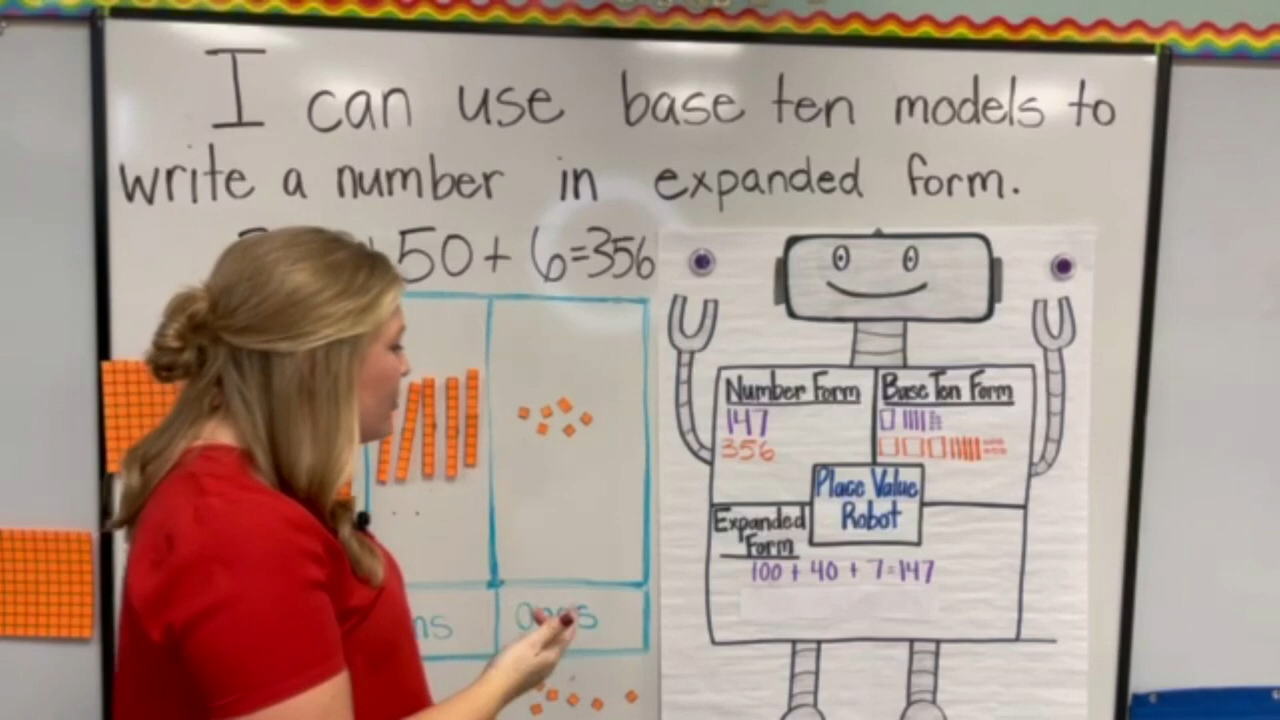 I can use base ten models to
write a number in expanded form.
50 + 6 = 356
ones
Number Form
147
356
Base Ten Form
Place Value
Robot
Expanded
Form
100 + 40 + 7 = 147